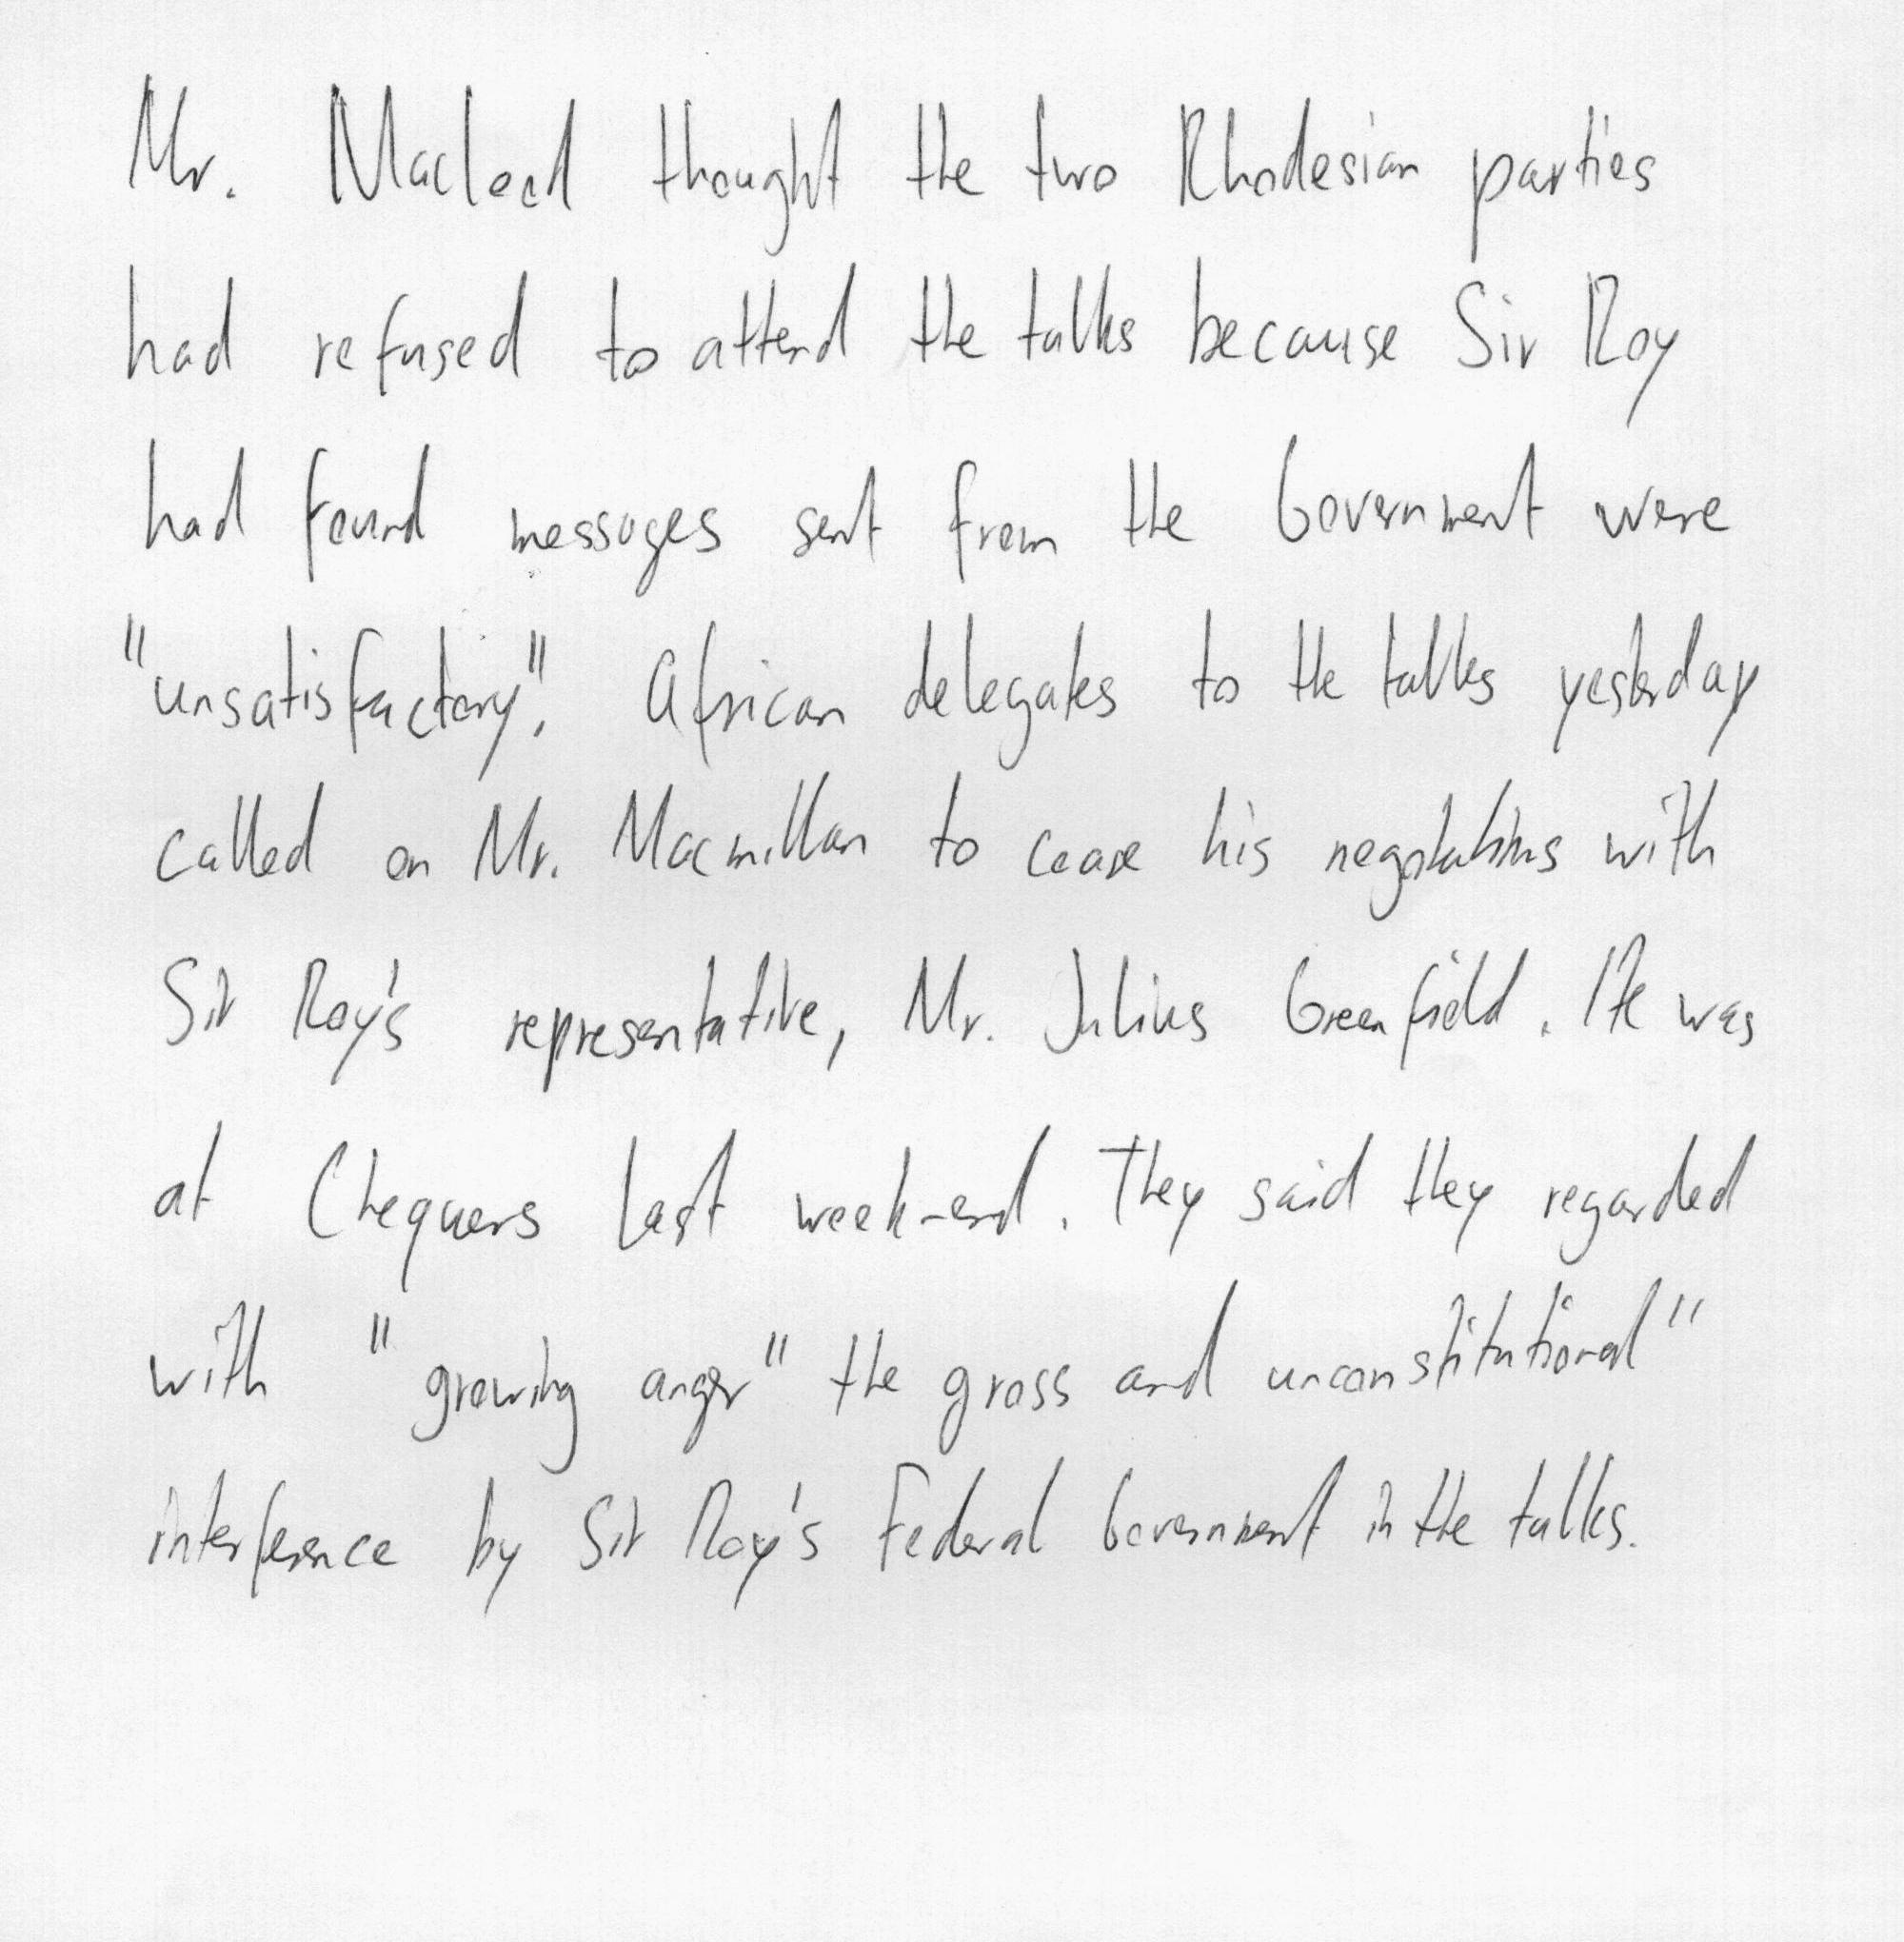 Mr. Macleod thought the two Rhodesian parties
had refused to attend the talks because Sir Roy
had found messages sent from the Government were
"unsatisfactory". African delegates to the talks yesterday
called on Mr. Macmillan to cease his negotiations with
Sir Roy's representative, Mr. Julius Greenfield. He was
at Chequers last week-end. They said they regarded
with "growing anger" the gross and unconstitutional"
interference by Sir Roy's Federal Government in the talks.